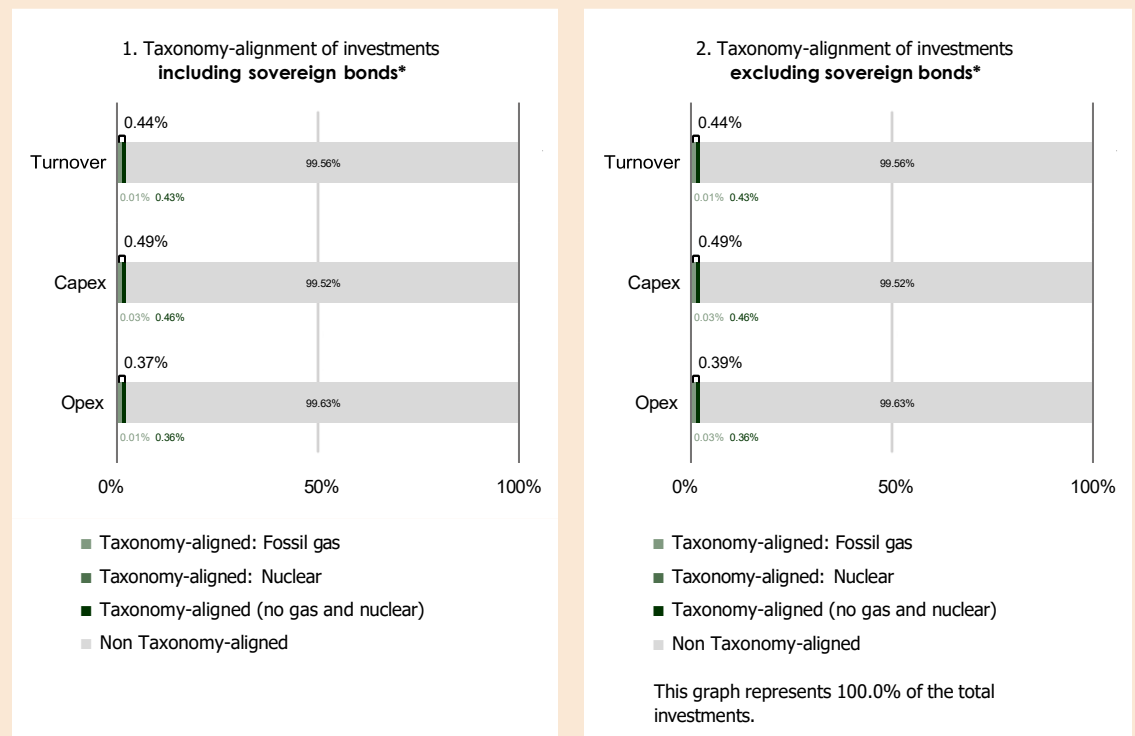 1. Taxonomy-alignment of investments
including sovereign bonds*
0.44%
Turnover
99.56%
0.01% 0.43%
0.49%
Capex
99.52%
0.03% 0.46%
0.37%
Opex
99.63%
0.01% 0.36%
0% 50% 100%
Taxonomy-aligned: Fossil gas
Taxonomy-aligned: Nuclear
Taxonomy-aligned (no gas and nuclear)
Non Taxonomy-aligned
2. Taxonomy-alignment of investments
excluding sovereign bonds*
0.44%
Turnover
99.56%
0.01% 0.43%
0.49%
Capex
99.52%
0.03% 0.46%
0.39%
Opex
99.63%
0.03% 0.36%
0% 50% 100%
Taxonomy-aligned: Fossil gas
Taxonomy-aligned: Nuclear
Taxonomy-aligned (no gas and nuclear)
Non Taxonomy-aligned
This graph represents 100.0% of the total
investments.